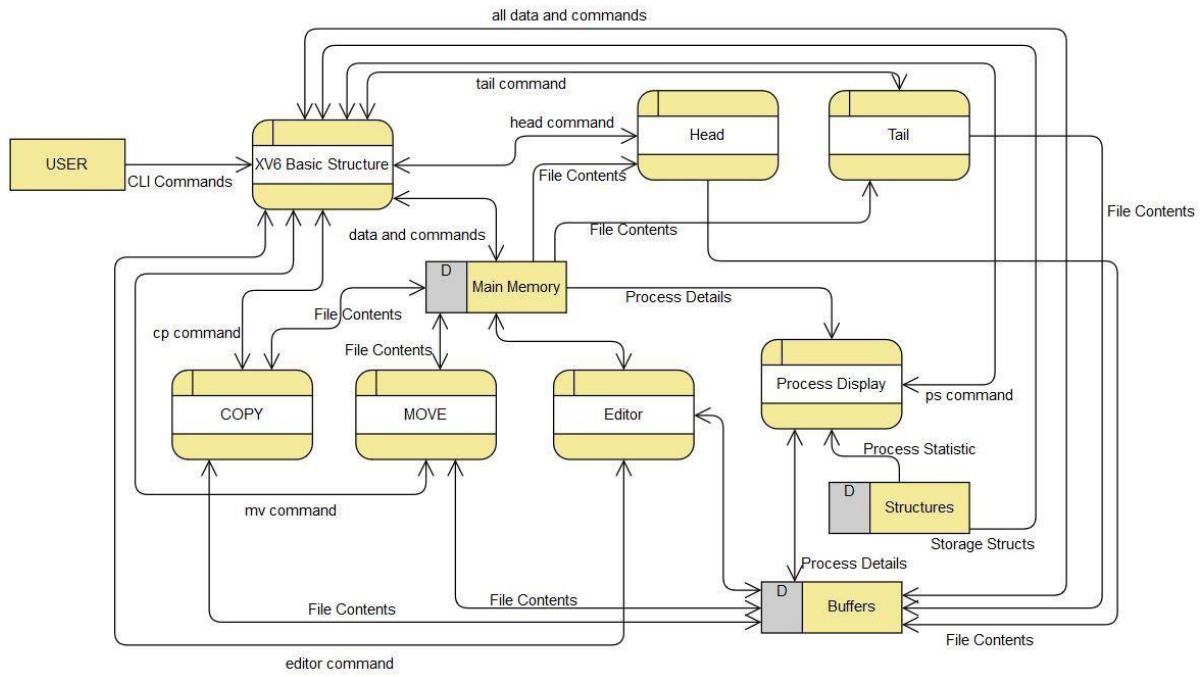 all data and commands
tail command
head command
Head
Tail
USER
XV6 Basic Structure
CLI Commands
File Contents
File Contents
File Contents
data and commands
D
Main Memory
Process Details
File Contents
cp command
File Contents
COPY
MOVE
Editor
Process Display
ps command
Process Statistic
D
Structures
mv command
Storage Structs
Process Details
D
Buffers
File Contents
File Contents
File Contents
editor command